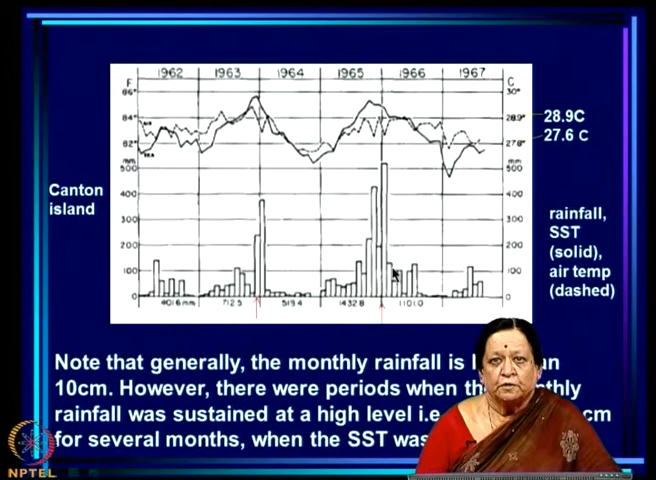 1962 1963 1964 1965 1966 1967
F C
86° 30°
84° 28.9° 28.9C
82° 27.8° 27.6 C
AIR
SEA
mm mm
500 500
400 400
Canton
island
300 300
200 200
100 100
0 0
rainfall,
SST
(solid),
air temp
(dashed)
401.6 mm 712.5 519.4 1432.8 1101.0
Note that generally, the monthly rainfall is
10cm. However, there were periods when
rainfall was sustained at a high level i.e cm
for several months, when the SST was
NPTEL